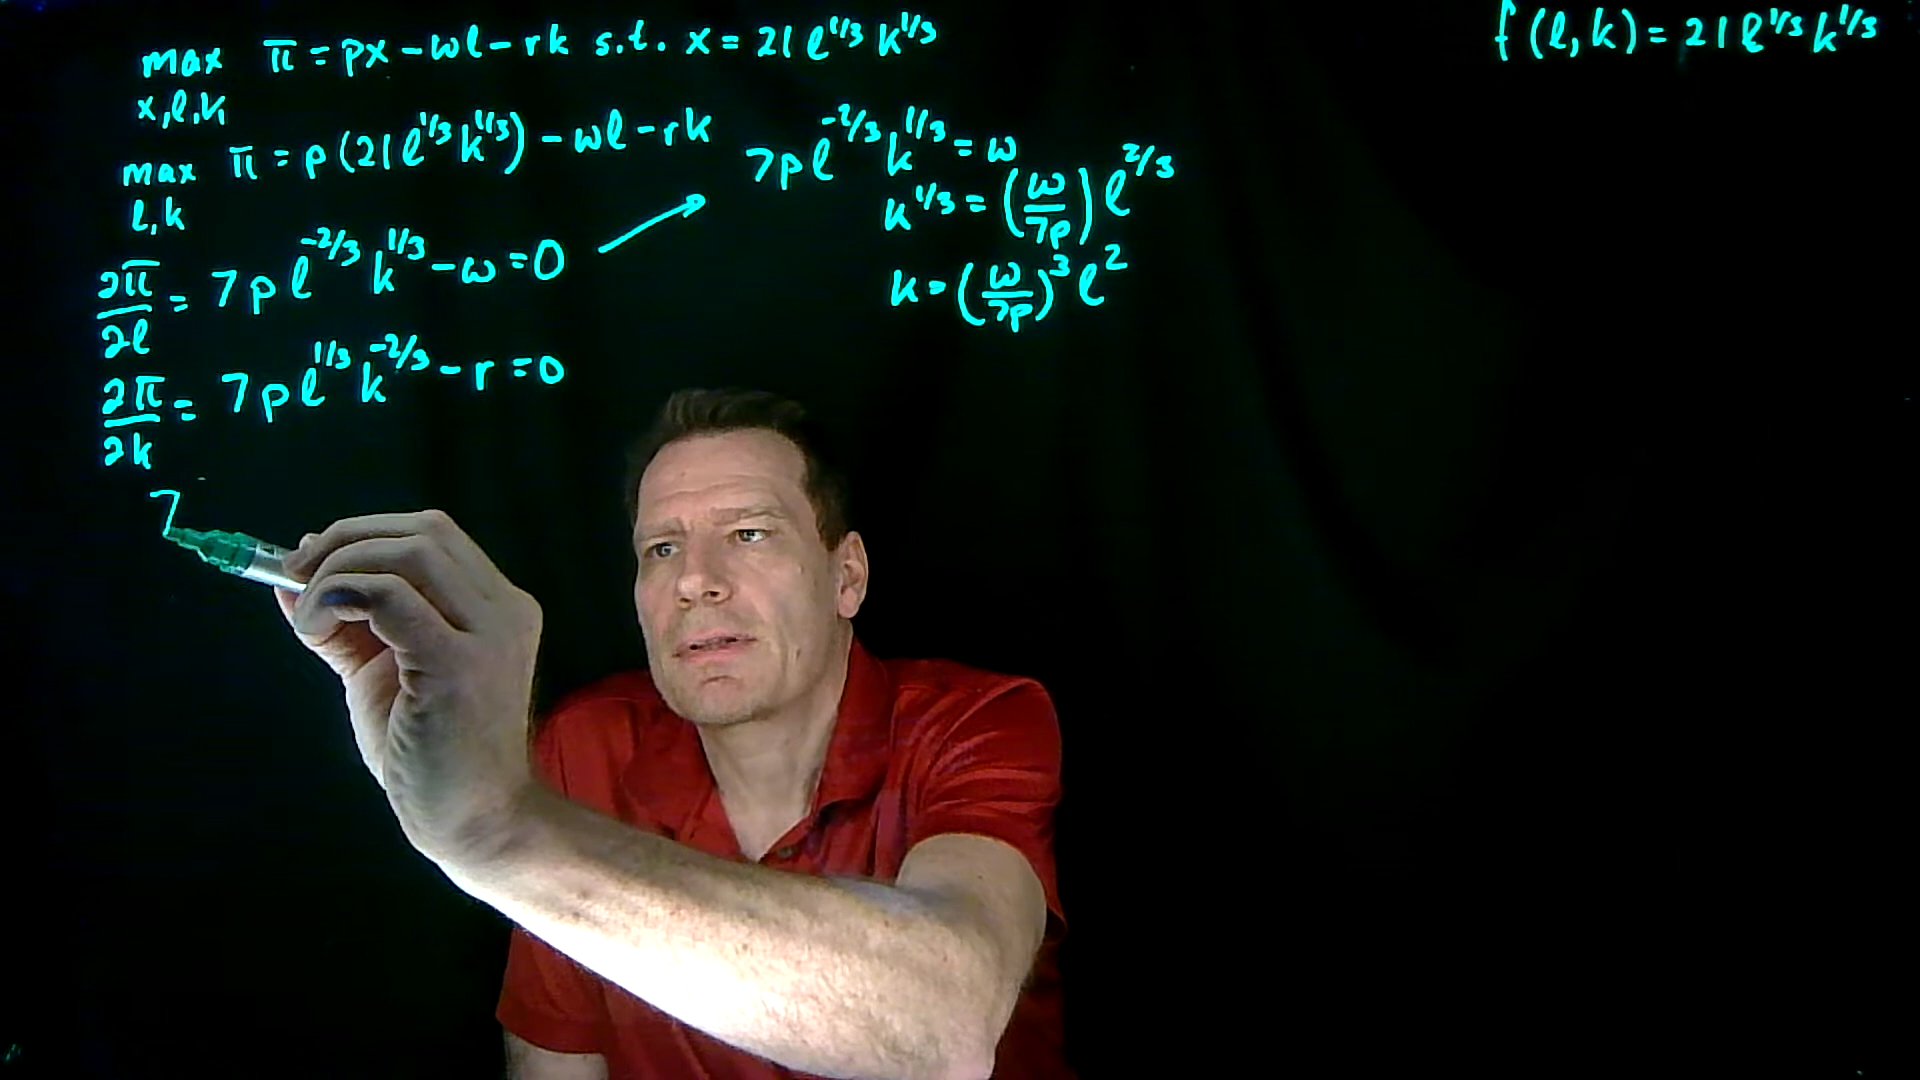 max π = px - wl - rk s.t. x = 21 l^{1/3} k^{1/3}
x,l,k
max π = p(21 l^{1/3} k^{1/3}) - wl - rk
l,k
∂π/∂l = 7p l^{-2/3} k^{1/3} - w = 0
∂π/∂k = 7p l^{1/3} k^{-2/3} - r = 0
7
7p l^{-2/3} k^{1/3} = w
k^{1/3} = (w/7p) l^{2/3}
k = (w/7p)^3 l^2
f(l,k) = 21 l^{1/3} k^{1/3}